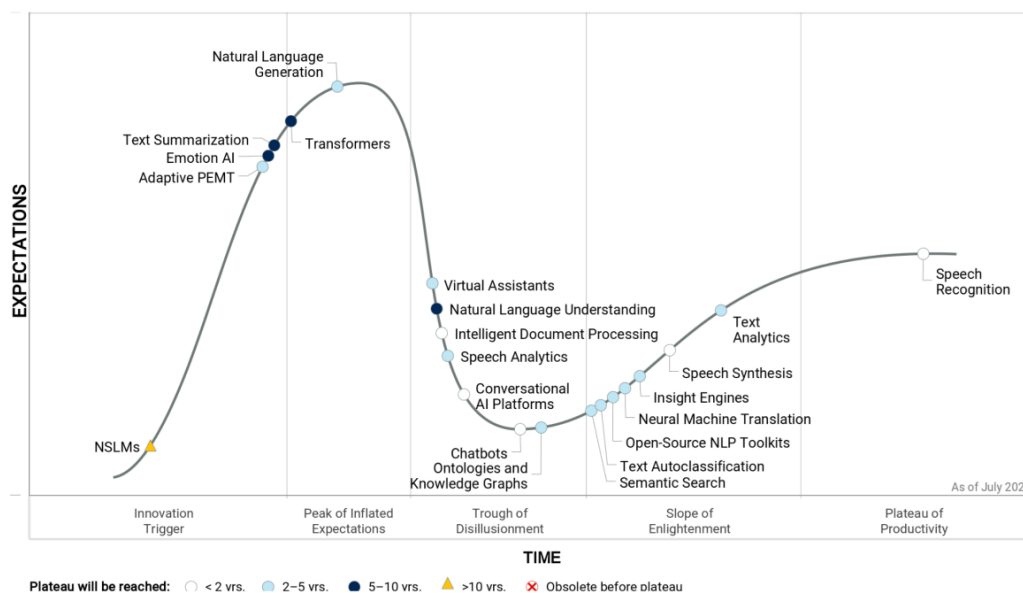 Natural Language
Generation
Text Summarization
Transformers
Emotion AI
Adaptive PEMT
EXPECTATIONS
Virtual Assistants
Natural Language Understanding
Intelligent Document Processing
Speech Analytics
Conversational
AI Platforms
NSLMs
Chatbots
Ontologies and
Knowledge Graphs
Speech
Recognition
Text
Analytics
Speech Synthesis
Insight Engines
Neural Machine Translation
Open-Source NLP Toolkits
Text Autoclassification
Semantic Search
As of July
Innovation
Trigger
Peak of Inflated
Expectations
Trough of
Disillusionment
Slope of
Enlightenment
Plateau of
Productivity
TIME
Plateau will be reached: < 2 yrs. 2–5 yrs. 5–10 yrs. >10 yrs. Obsolete before plateau